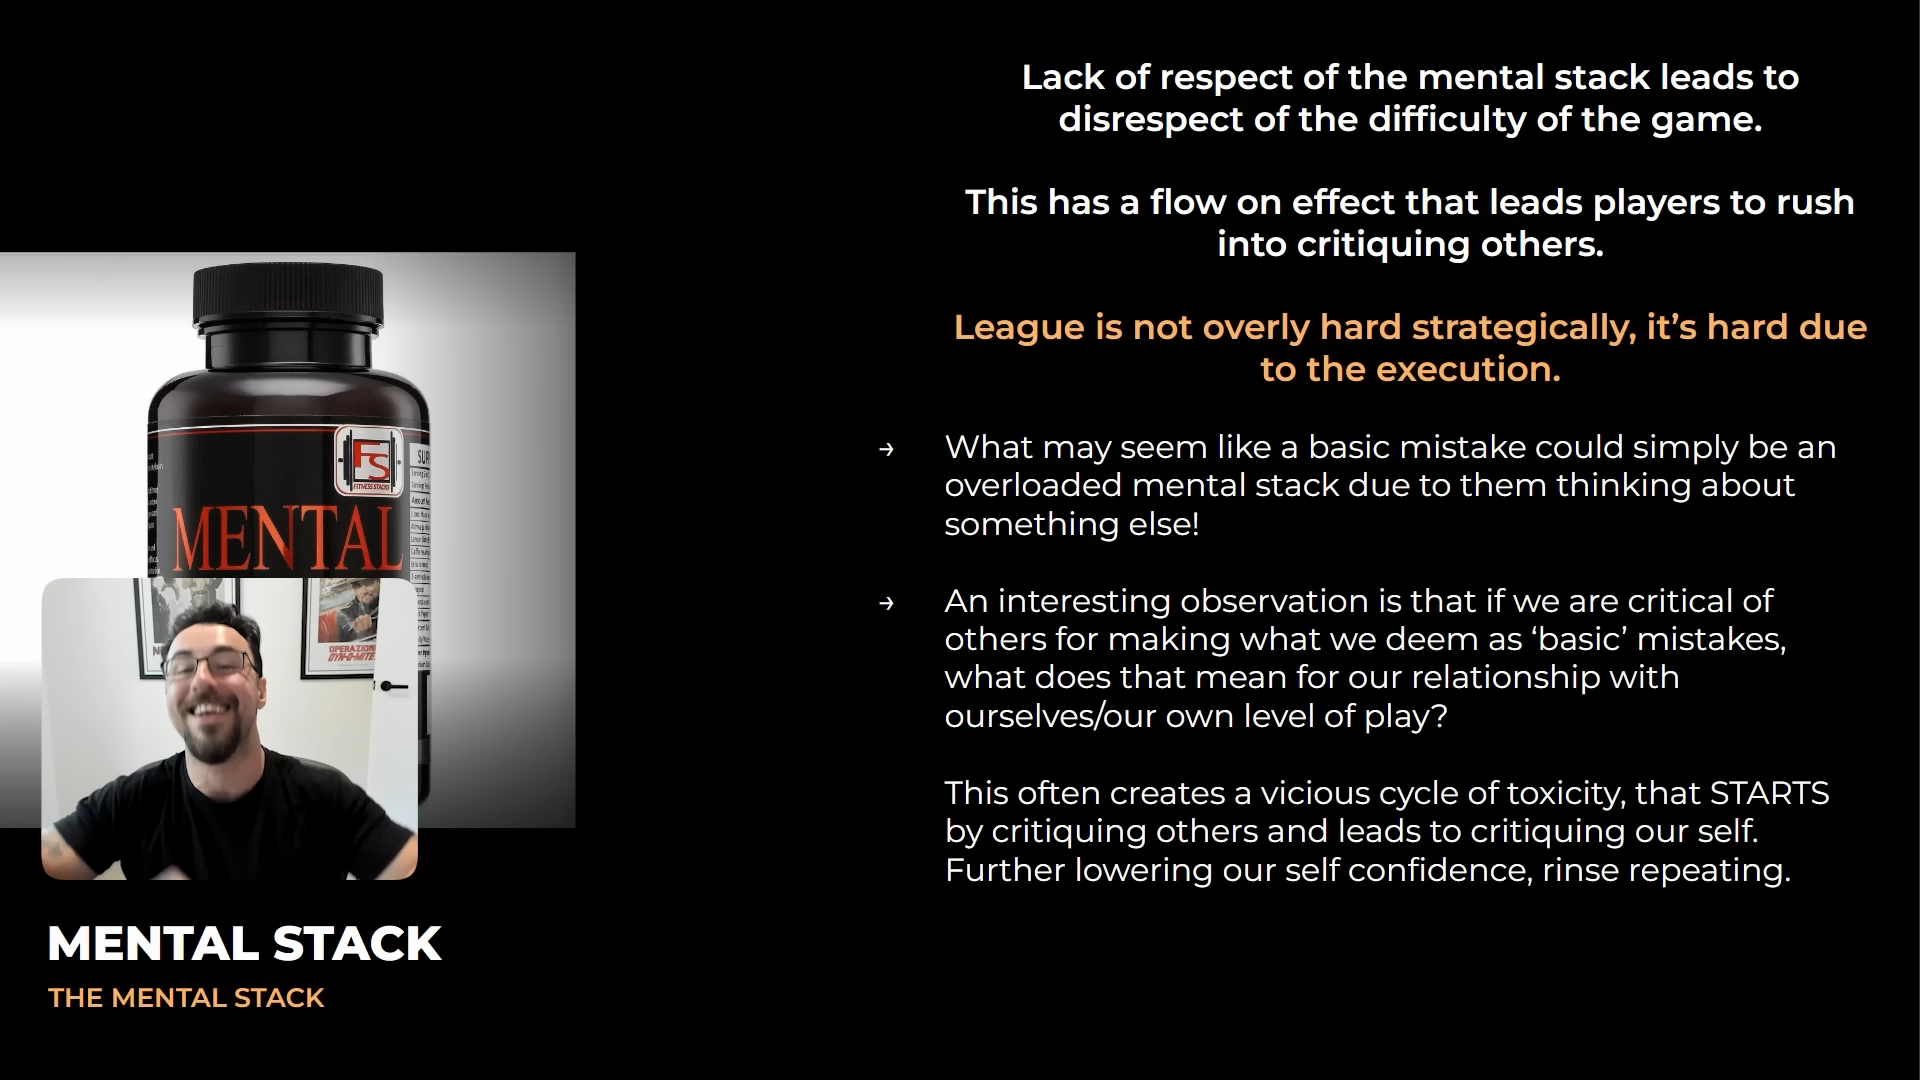 Lack of respect of the mental stack leads to
disrespect of the difficulty of the game.
This has a flow on effect that leads players to rush
into critiquing others.
League is not overly hard strategically, it’s hard due
to the execution.
→ What may seem like a basic mistake could simply be an
overloaded mental stack due to them thinking about
something else!
→ An interesting observation is that if we are critical of
others for making what we deem as ‘basic’ mistakes,
what does that mean for our relationship with
ourselves/our own level of play?
This often creates a vicious cycle of toxicity, that STARTS
by critiquing others and leads to critiquing our self.
Further lowering our self confidence, rinse repeating.
FS
FITNESS STACKS
MENTAL
OPERAZIONE
DYN-O-MITE!
MENTAL STACK
THE MENTAL STACK